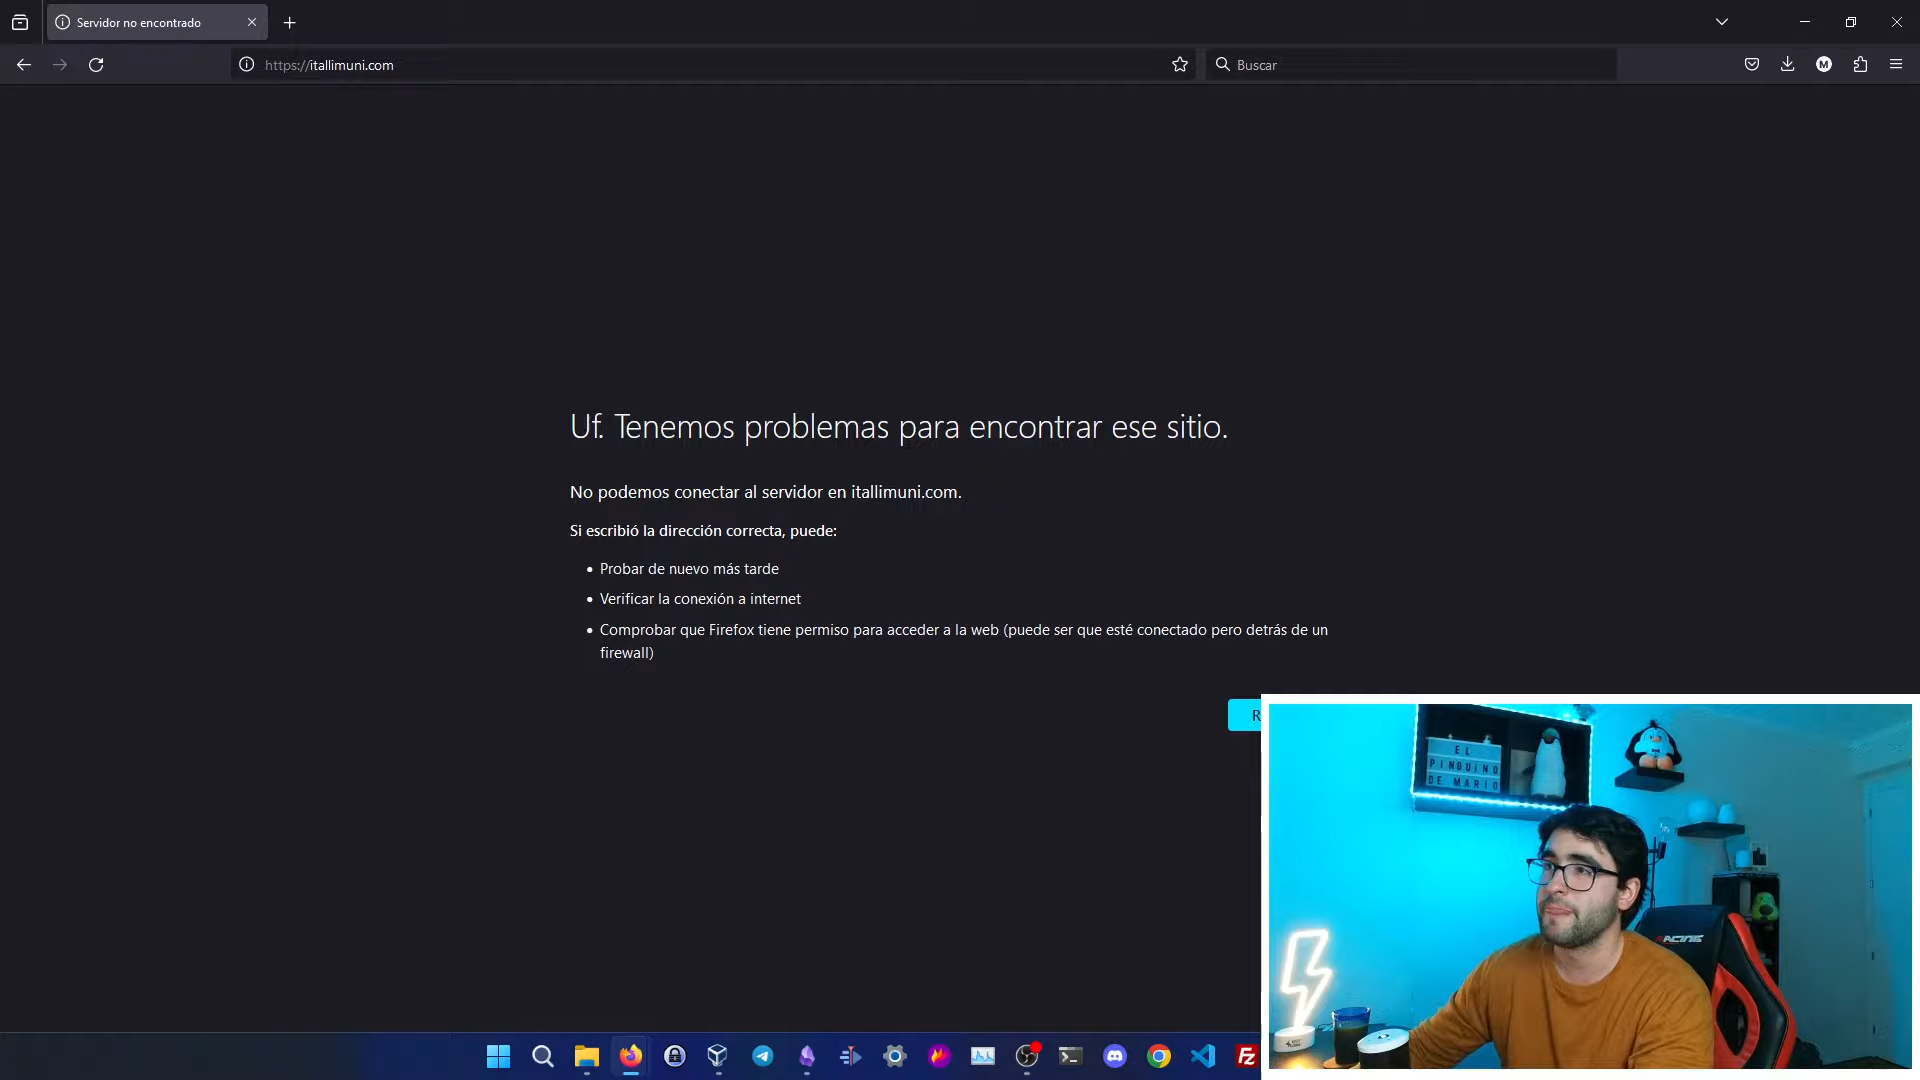 Servidor no encontrado
https://itallimuni.com
Buscar
M
Uf. Tenemos problemas para encontrar ese sitio.
No podemos conectar al servidor en itallimuni.com.
Si escribió la dirección correcta, puede:
Probar de nuevo más tarde
Verificar la conexión a internet
Comprobar que Firefox tiene permiso para acceder a la web (puede ser que esté conectado pero detrás de un
firewall)
R
EL
PINGUINO
DE MARIO
RACING
FZ